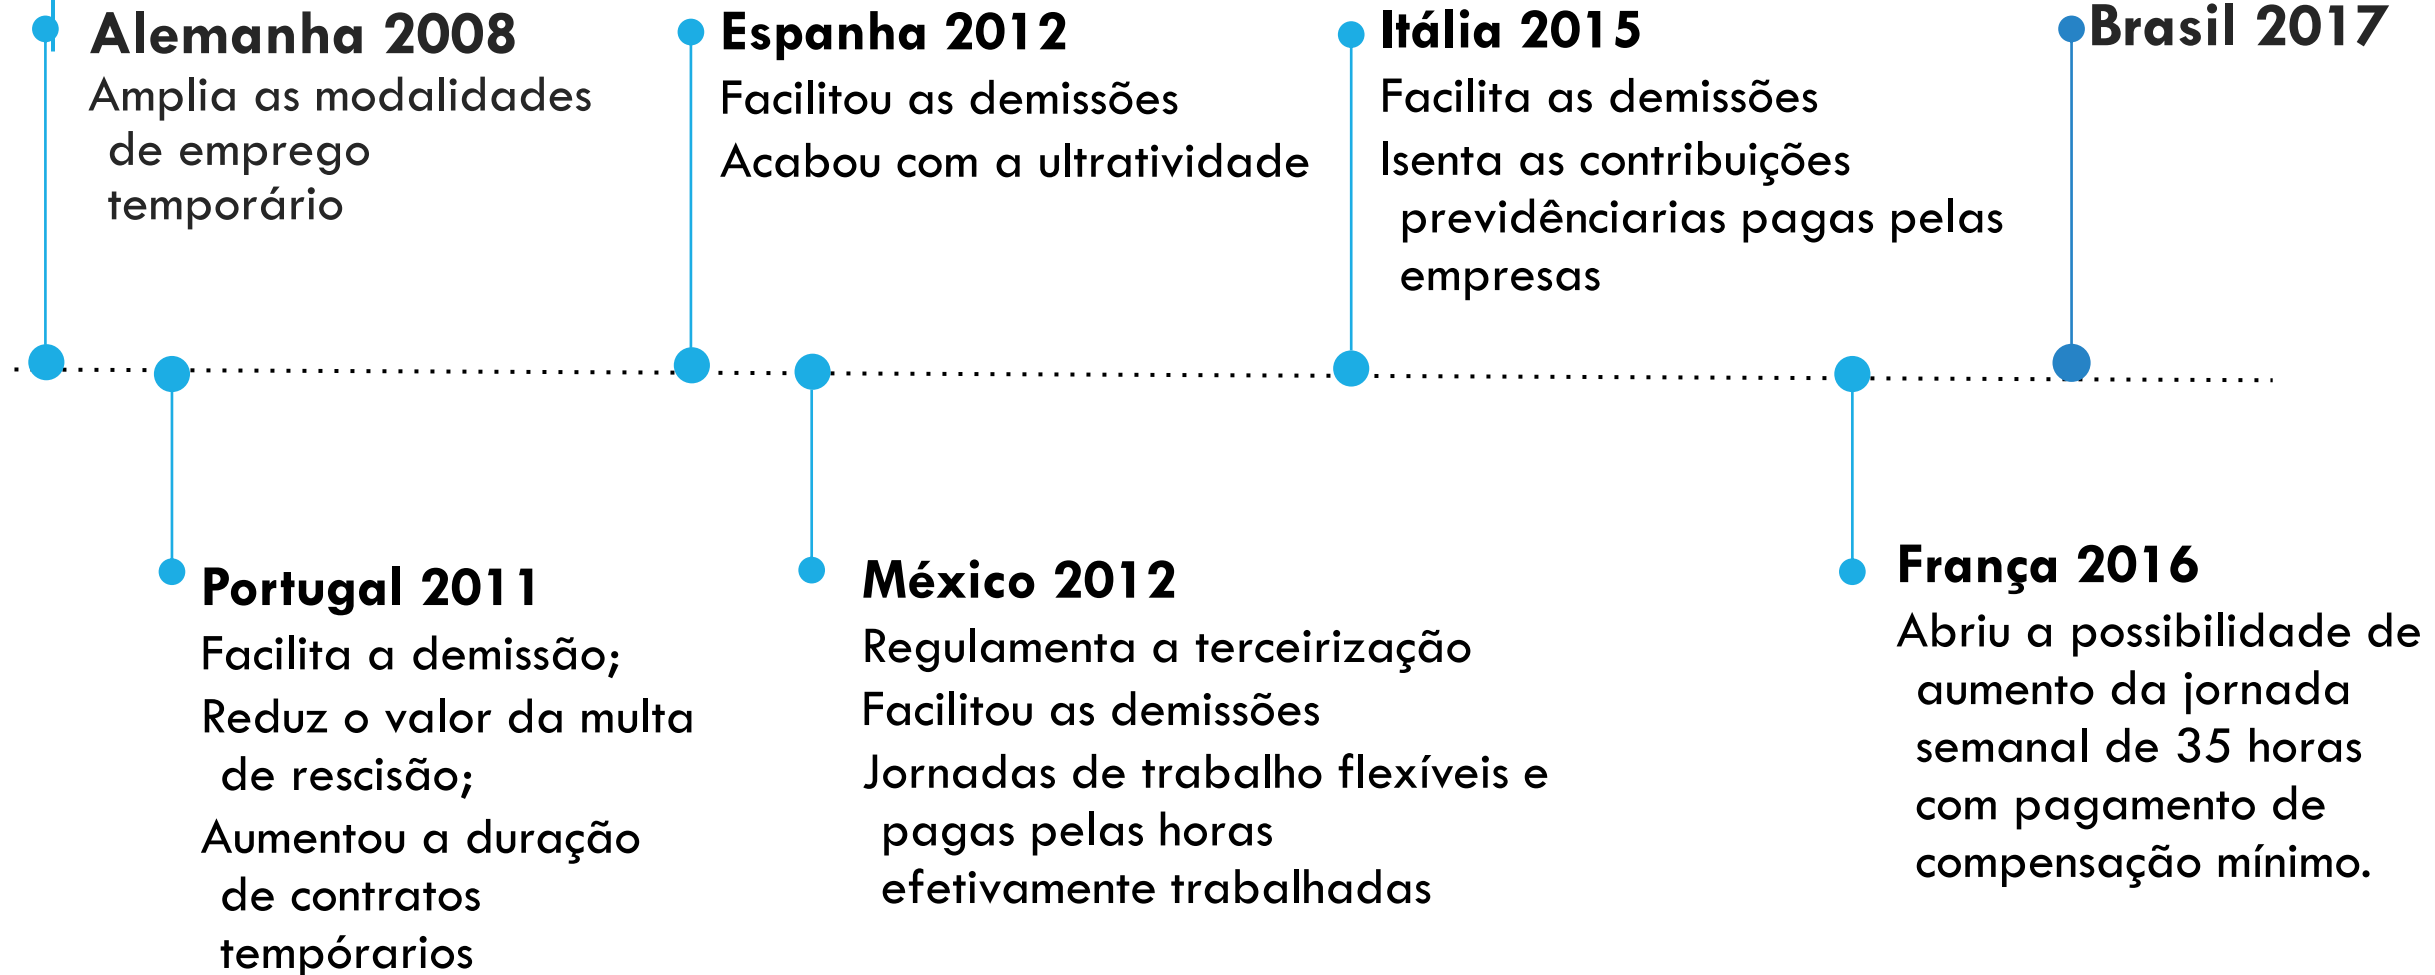 Alemanha 2008
Amplia as modalidades
de emprego
temporário
Espanha 2012
Facilitou as demissões
Acabou com a ultratividade
Itália 2015
Facilita as demissões
Isenta as contribuições
previdênciarias pagas pelas
empresas
Brasil 2017
Portugal 2011
Facilita a demissão;
Reduz o valor da multa
de rescisão;
Aumentou a duração
de contratos
tempórarios
México 2012
Regulamenta a terceirização
Facilitou as demissões
Jornadas de trabalho flexíveis e
pagas pelas horas
efetivamente trabalhadas
França 2016
Abriu a possibilidade de
aumento da jornada
semanal de 35 horas
com pagamento de
compensação mínimo.